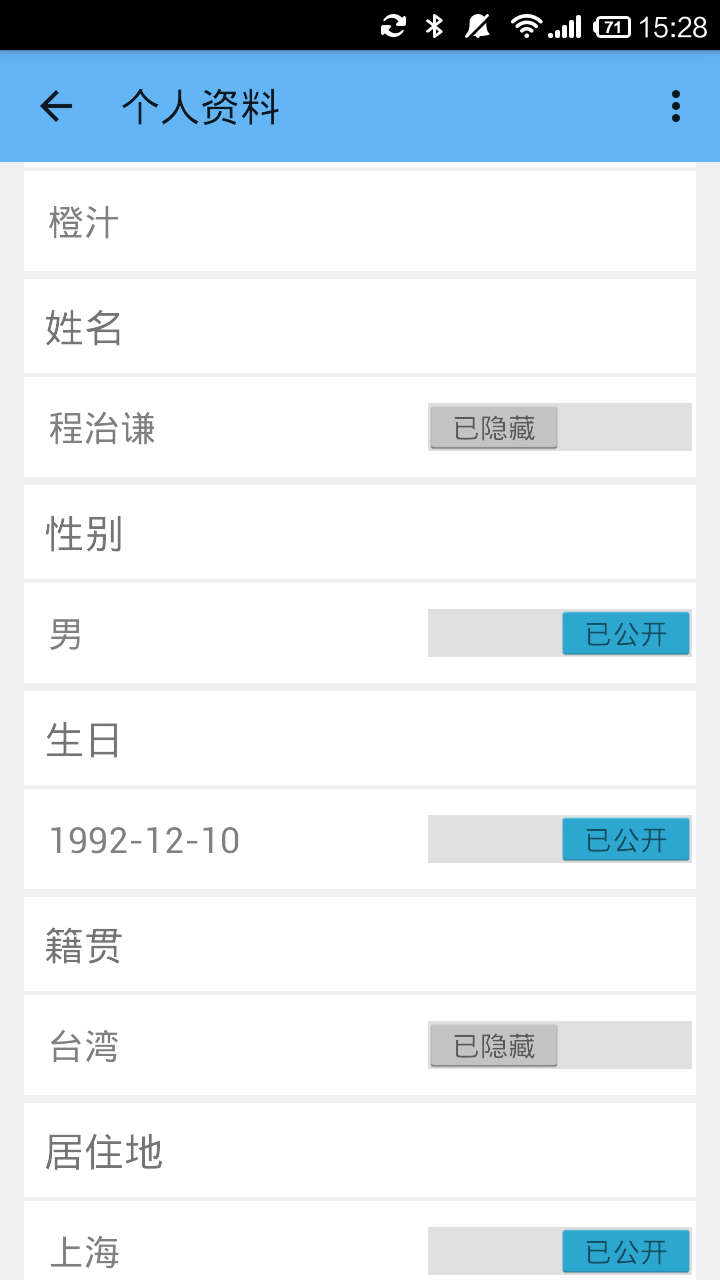 71 15:28
个人资料
橙汁
姓名
程治谦 已隐藏
性别
男 已公开
生日
1992-12-10 已公开
籍贯
台湾 已隐藏
居住地
上海 已公开